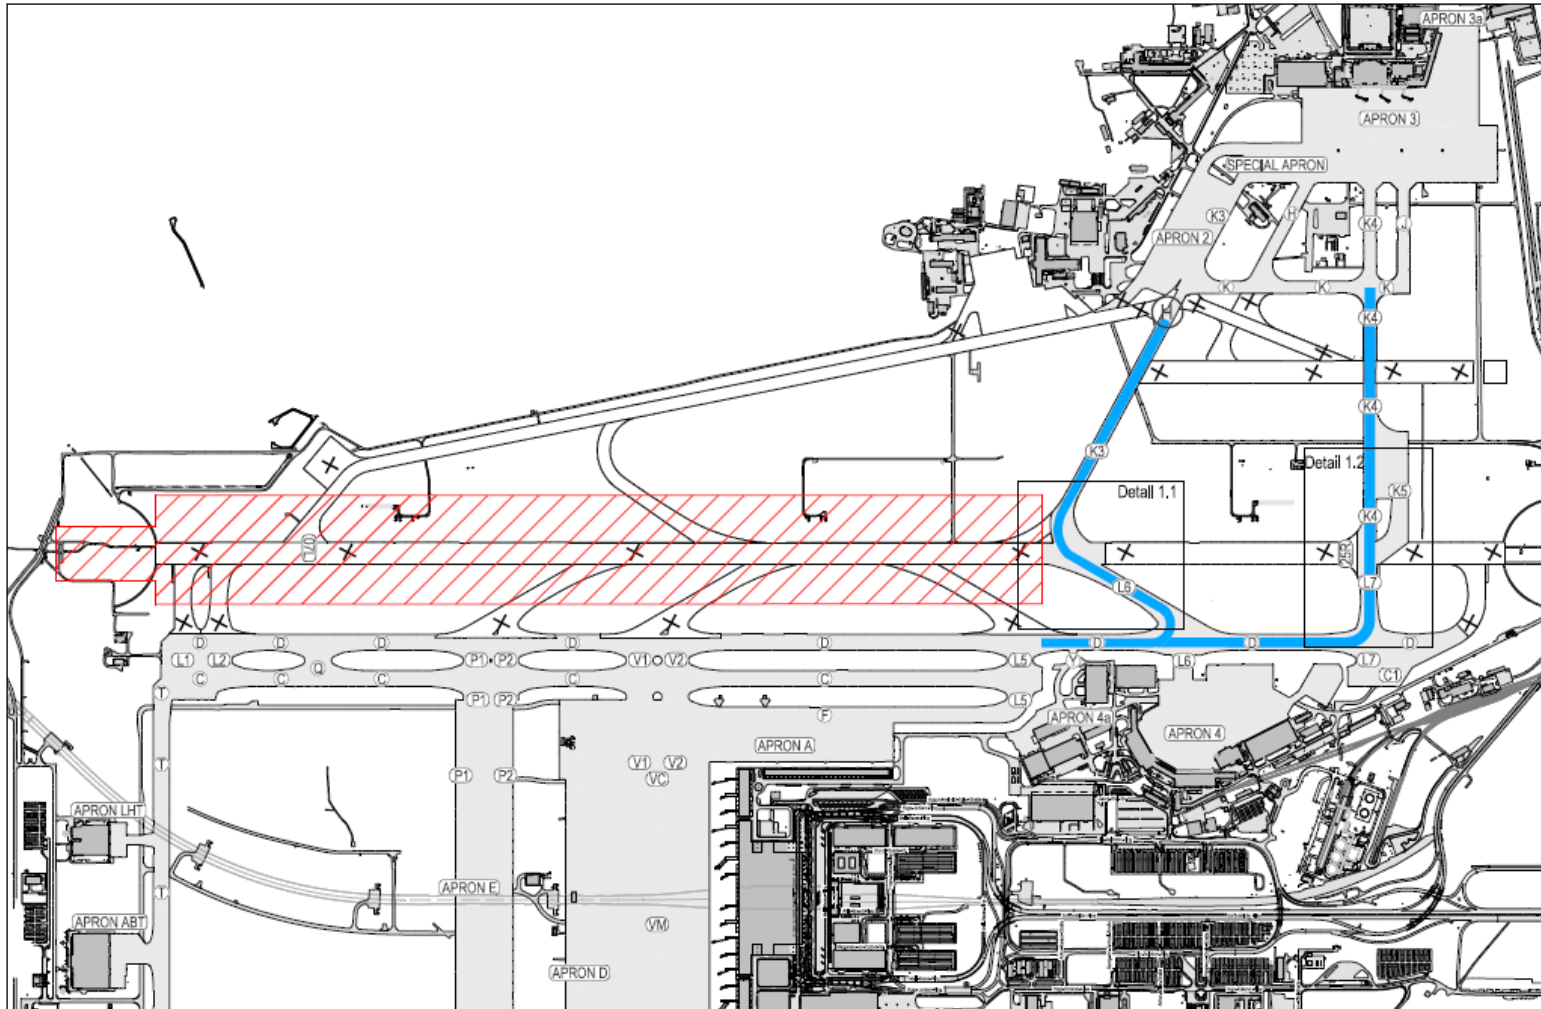 APRON 3a
APRON 3
SPECIAL APRON
K3
H
K4
J
APRON 2
K
K
K
H
K4
K4
K3
Detail 1.2
Detail 1.1
K5
K4
07L
25R
L6
L7
D
D
D
D
D
D
D
L1
L2
Q
P1
P2
V1
V2
L5
Y
L6
L7
C
C
C
C
C1
T
P1
P2
L5
F
APRON 4a
APRON 4
APRON A
T
P1
P2
V1
V2
VC
APRON LHT
APRON E
T
APRON ABT
VM
APRON D